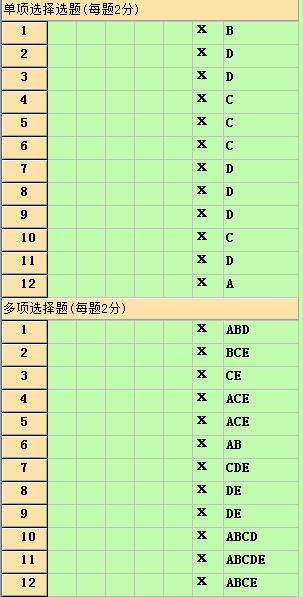 单项选择选题(每题2分)
1 X B
2 X D
3 X D
4 X C
5 X C
6 X C
7 X D
8 X D
9 X D
10 X C
11 X D
12 X A
多项选择题(每题2分)
1 X ABD
2 X BCE
3 X CE
4 X ACE
5 X ACE
6 X AB
7 X CDE
8 X DE
9 X DE
10 X ABCD
11 X ABCDE
12 X ABCE